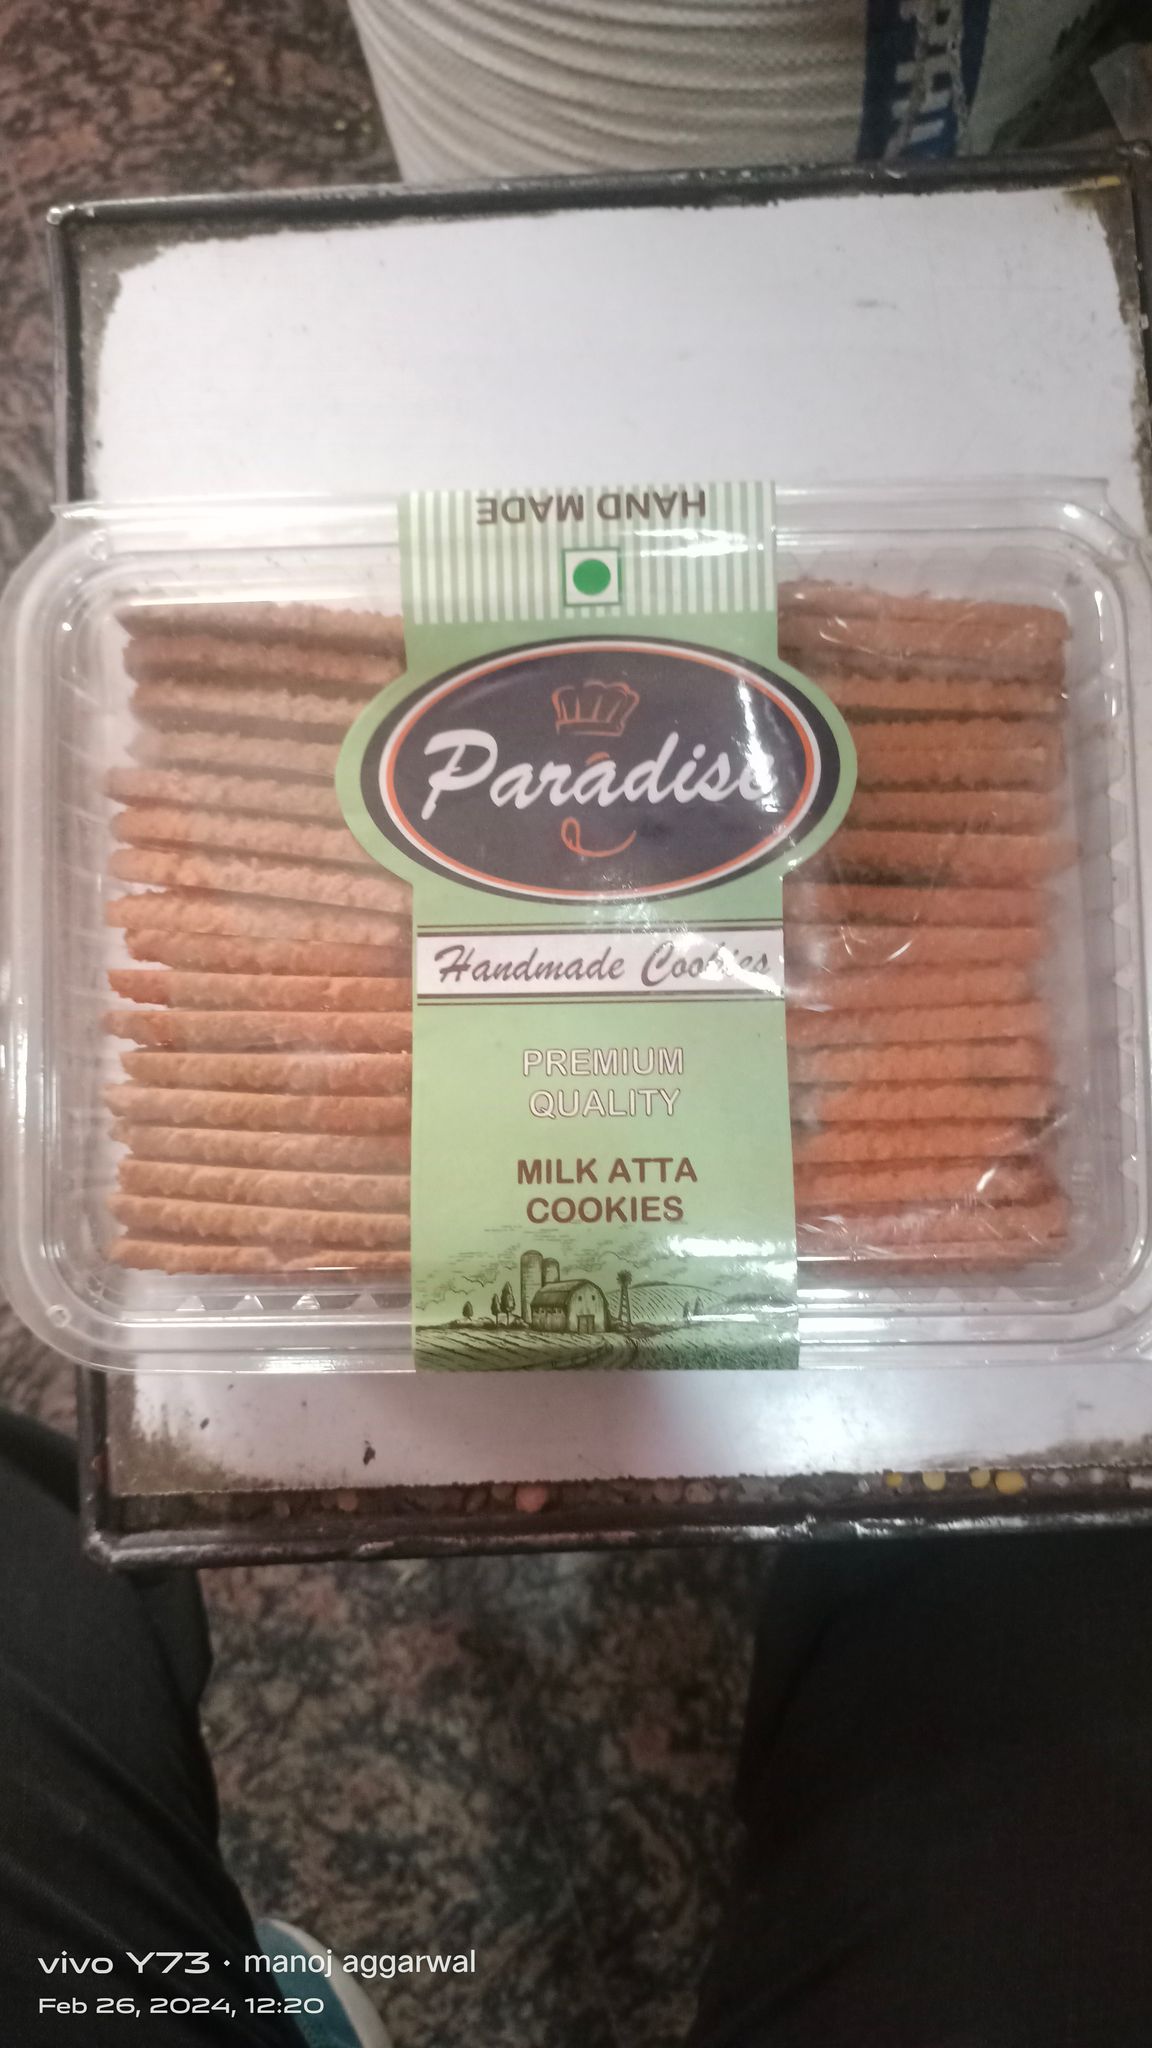 HAND MADE
Paradise
Handmade Cookies
PREMIUM
QUALITY
MILK ATTA
COOKIES
vivo Y73 · manoj aggarwal
Feb 26, 2024, 12:20